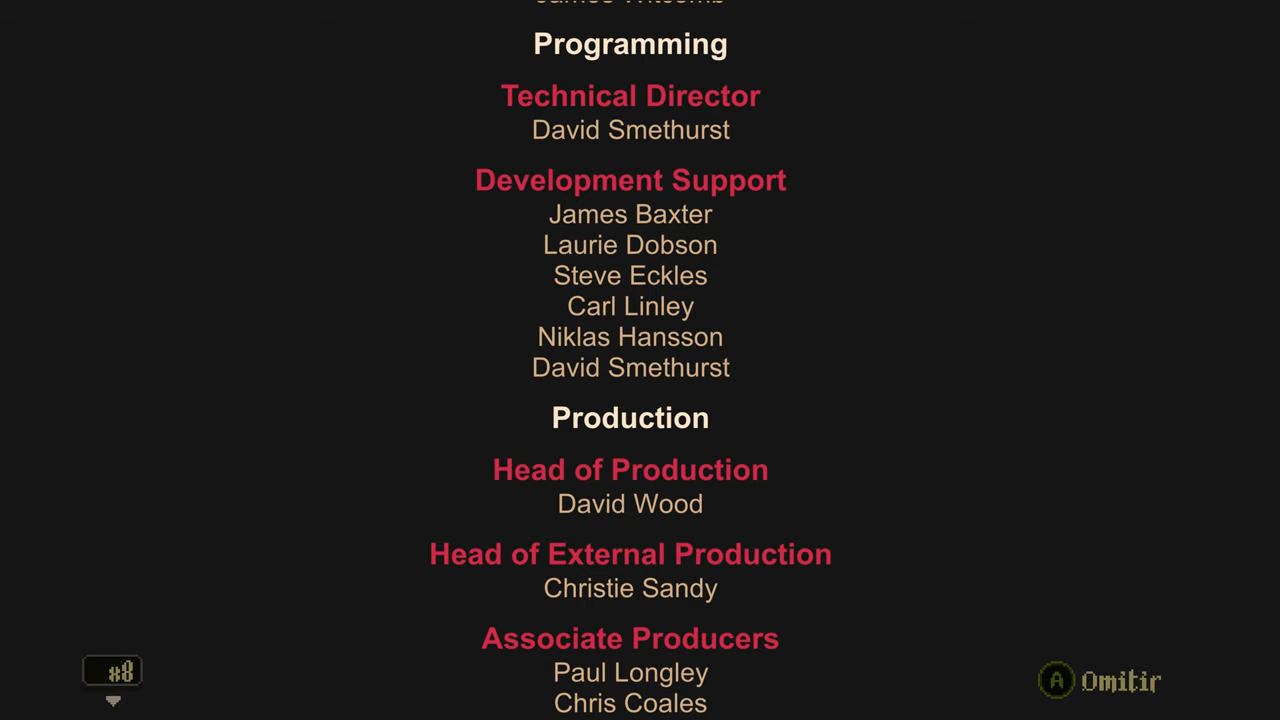 Programming
Technical Director
David Smethurst
Development Support
James Baxter
Laurie Dobson
Steve Eckles
Carl Linley
Niklas Hansson
David Smethurst
Production
Head of Production
David Wood
Head of External Production
Christie Sandy
Associate Producers
Paul Longley
Chris Coales
x8
A Omitir